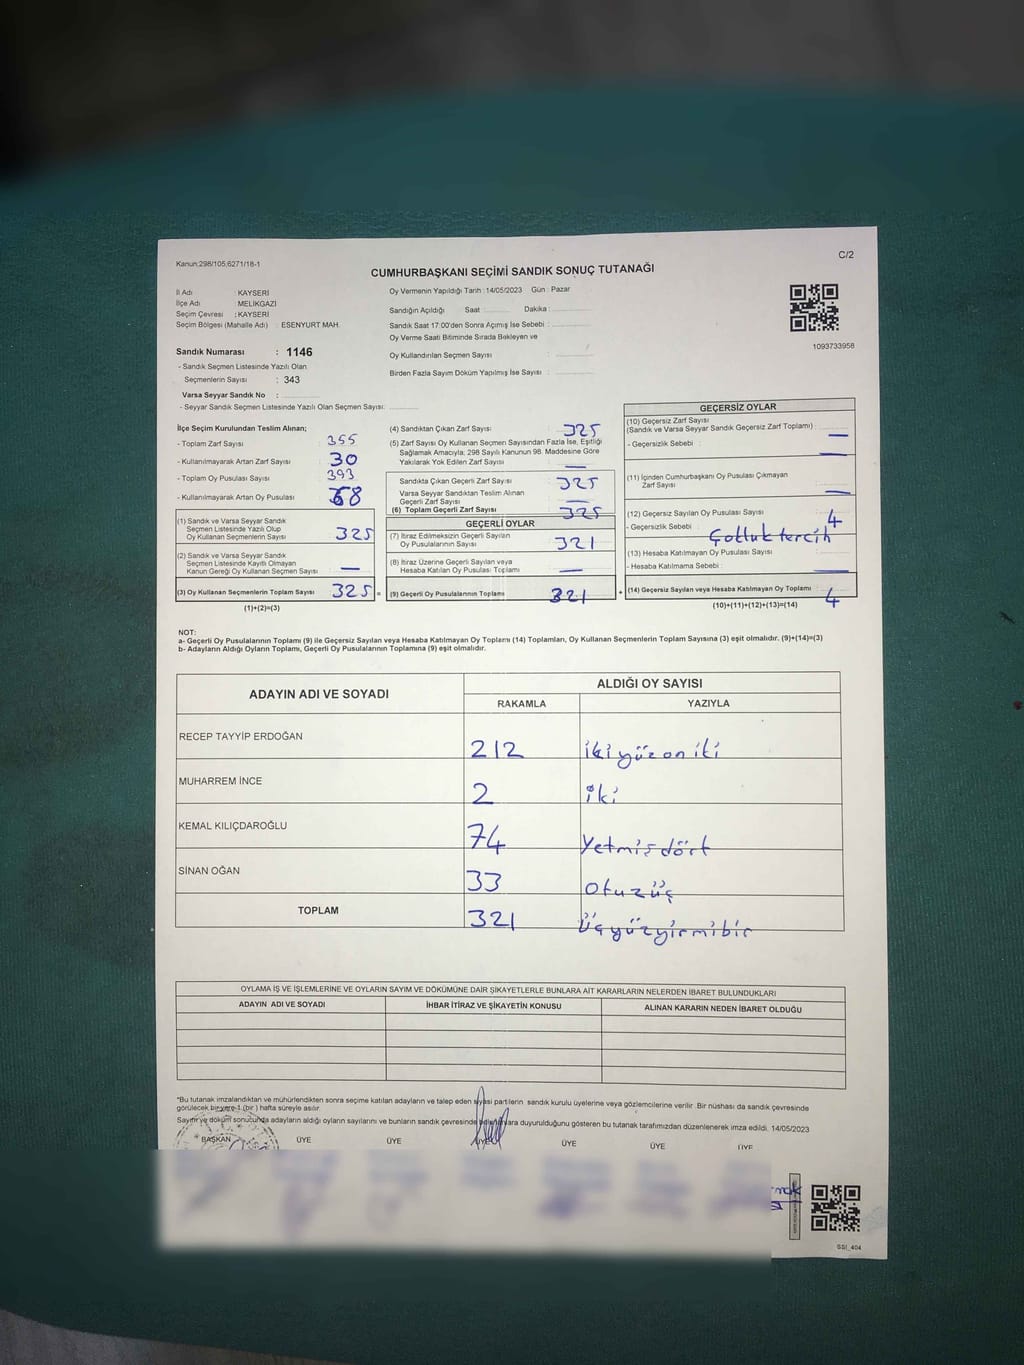 Kanun;298/105,6271/18-1
C/2
CUMHURBAŞKANI SEÇİMİ SANDIK SONUÇ TUTANAĞI
İl Adı : KAYSERİ
İlçe Adı : MELİKGAZİ
Seçim Çevresi : KAYSERİ
Seçim Bölgesi (Mahalle Adı) : ESENYURT MAH.
Sandık Numarası : 1146
- Sandık Seçmen Listesinde Yazılı Olan
Seçmenlerin Sayısı : 343
Varsa Seyyar Sandık No :
- Seyyar Sandık Seçmen Listesinde Yazılı Olan Seçmen Sayısı:
Oy Vermenin Yapıldığı Tarih : 14/05/2023 Gün : Pazar
Sandığın Açıldığı Saat Dakika :
Sandık Saat 17:00'den Sonra Açımış İse Sebebi :
Oy Verme Saati Bitiminde Sırada Bekleyen ve
Oy Kullandırılan Seçmen Sayısı :
Birden Fazla Sayım Döküm Yapılmış İse Sayısı :
1093733958
İlçe Seçim Kurulundan Teslim Alınan;
- Toplam Zarf Sayısı : 355
- Kullanılmayarak Artan Zarf Sayısı : 30
- Toplam Oy Pusulası Sayısı : 393
- Kullanılmayarak Artan Oy Pusulası : 68
(1) Sandık ve Varsa Seyyar Sandık
Seçmen Listesinde Yazılı Olup
Oy Kullanan Seçmenlerin Sayısı : 325
(2) Sandık ve Varsa Seyyar Sandık
Seçmen Listesinde Kayıtlı Olmayan
Kanun Gereği Oy Kullanan Seçmen Sayısı : —
(3) Oy Kullanan Seçmenlerin Toplam Sayısı 325 =
(1)+(2)=(3)
(4) Sandıktan Çıkan Zarf Sayısı : 325
(5) Zarf Sayısı Oy Kullanan Seçmen Sayısından Fazla İse, Eşitliği
Sağlamak Amacıyla; 298 Sayılı Kanunun 98. Maddesine Göre
Yakılarak Yok Edilen Zarf Sayısı : —
Sandıkta Çıkan Geçerli Zarf Sayısı : 325
Varsa Seyyar Sandıktan Teslim Alınan
Geçerli Zarf Sayısı : —
(6) Toplam Geçerli Zarf Sayısı : 325
GEÇERLİ OYLAR
(7) İtiraz Edilmeksizin Geçerli Sayılan
Oy Pusulalarının Sayısı : 321
(8) İtiraz Üzerine Geçerli Sayılan veya
Hesaba Katılan Oy Pusulası Toplamı : —
(9) Geçerli Oy Pusulalarının Toplamı : 321 +
GEÇERSİZ OYLAR
(10) Geçersiz Zarf Sayısı
(Sandık ve Varsa Seyyar Sandık Geçersiz Zarf Toplamı) : —
- Geçersizlik Sebebi : —
(11) İçinden Cumhurbaşkanı Oy Pusulası Çıkmayan
Zarf Sayısı : —
(12) Geçersiz Sayılan Oy Pusulası Sayısı : 4
- Geçersizlik Sebebi : Çotluk tercih
(13) Hesaba Katılmayan Oy Pusulası Sayısı :
- Hesaba Katılmama Sebebi : —
(14) Geçersiz Sayılan veya Hesaba Katılmayan Oy Toplamı : 4
(10)+(11)+(12)+(13)=(14)
NOT:
a- Geçerli Oy Pusulalarının Toplamı (9) ile Geçersiz Sayılan veya Hesaba Katılmayan Oy Toplamı (14) Toplamları, Oy Kullanan Seçmenlerin Toplam Sayısına (3) eşit olmalıdır. (9)+(14)=(3)
b- Adayların Aldığı Oyların Toplamı, Geçerli Oy Pusulalarının Toplamına (9) eşit olmalıdır.
ADAYIN ADI VE SOYADI
ALDIĞI OY SAYISI
RAKAMLA YAZIYLA
RECEP TAYYİP ERDOĞAN 212 ikiyüzoniki
MUHARREM İNCE 2 iki
KEMAL KILIÇDAROĞLU 74 Yetmişdört
SİNAN OĞAN 33 Otuzüç
TOPLAM 321 Üçyüzyirmibir
OYLAMA İŞ VE İŞLEMLERİNE VE OYLARIN SAYIM VE DÖKÜMÜNE DAİR ŞİKAYETLERLE BUNLARA AİT KARARLARIN NELERDEN İBARET BULUNDUKLARI
ADAYIN ADI VE SOYADI İHBAR İTİRAZ VE ŞİKAYETİN KONUSU ALINAN KARARIN NEDEN İBARET OLDUĞU
"Bu tutanak imzalandıktan ve mühürlendikten sonra seçime katılan adayların ve talep eden siyasi partilerin sandık kurulu üyelerine veya gözlemcilerine verilir. Bir nüshası da sandık çevresinde
görülecek bir yere 1 (bir ) hafta süreyle asılır.
Sayım ve döküm sonucunda adayların aldığı oyların sayılarını ve bunların sandık çevresinde duyurulduğunu gösteren bu tutanak tarafımızdan düzenlenerek imza edildi. 14/05/2023
BAŞKAN ÜYE ÜYE ÜYE ÜYE ÜYE ÜYE
SSI_404